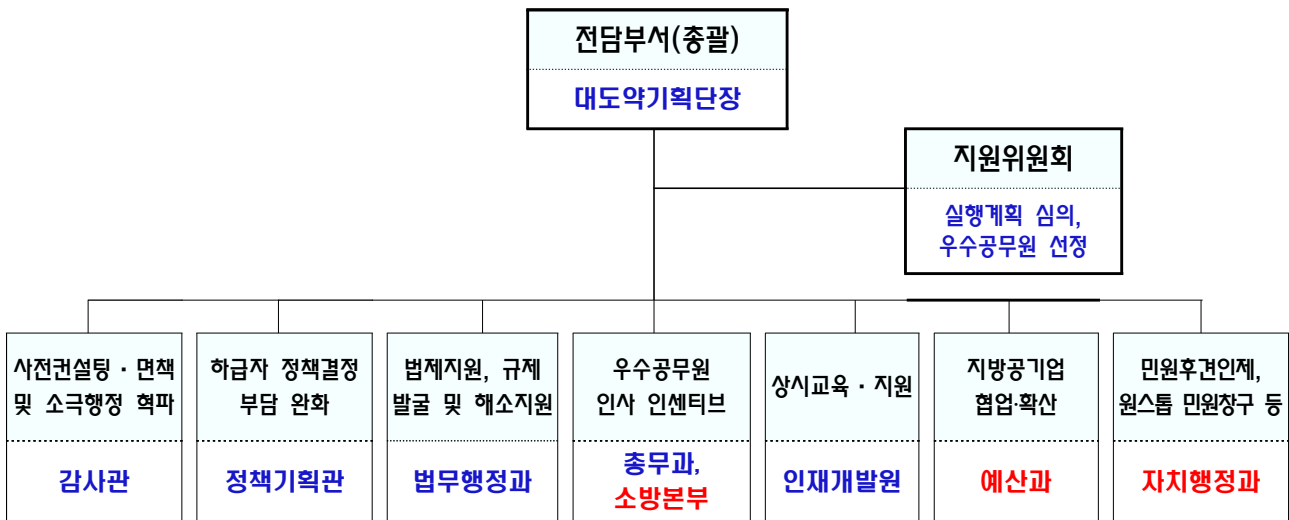 전담부서(총괄)
대도약기획단장
지원위원회
실행계획 심의,
우수공무원 선정
사전컨설팅 · 면책
및 소극행정 혁파
감사관
하급자 정책결정
부담 완화
정책기획관
법제지원, 규제
발굴 및 해소지원
법무행정과
우수공무원
인사 인센티브
총무과,
소방본부
상시교육 · 지원
인재개발원
지방공기업
협업·확산
예산과
민원후견인제,
원스톱 민원창구 등
자치행정과